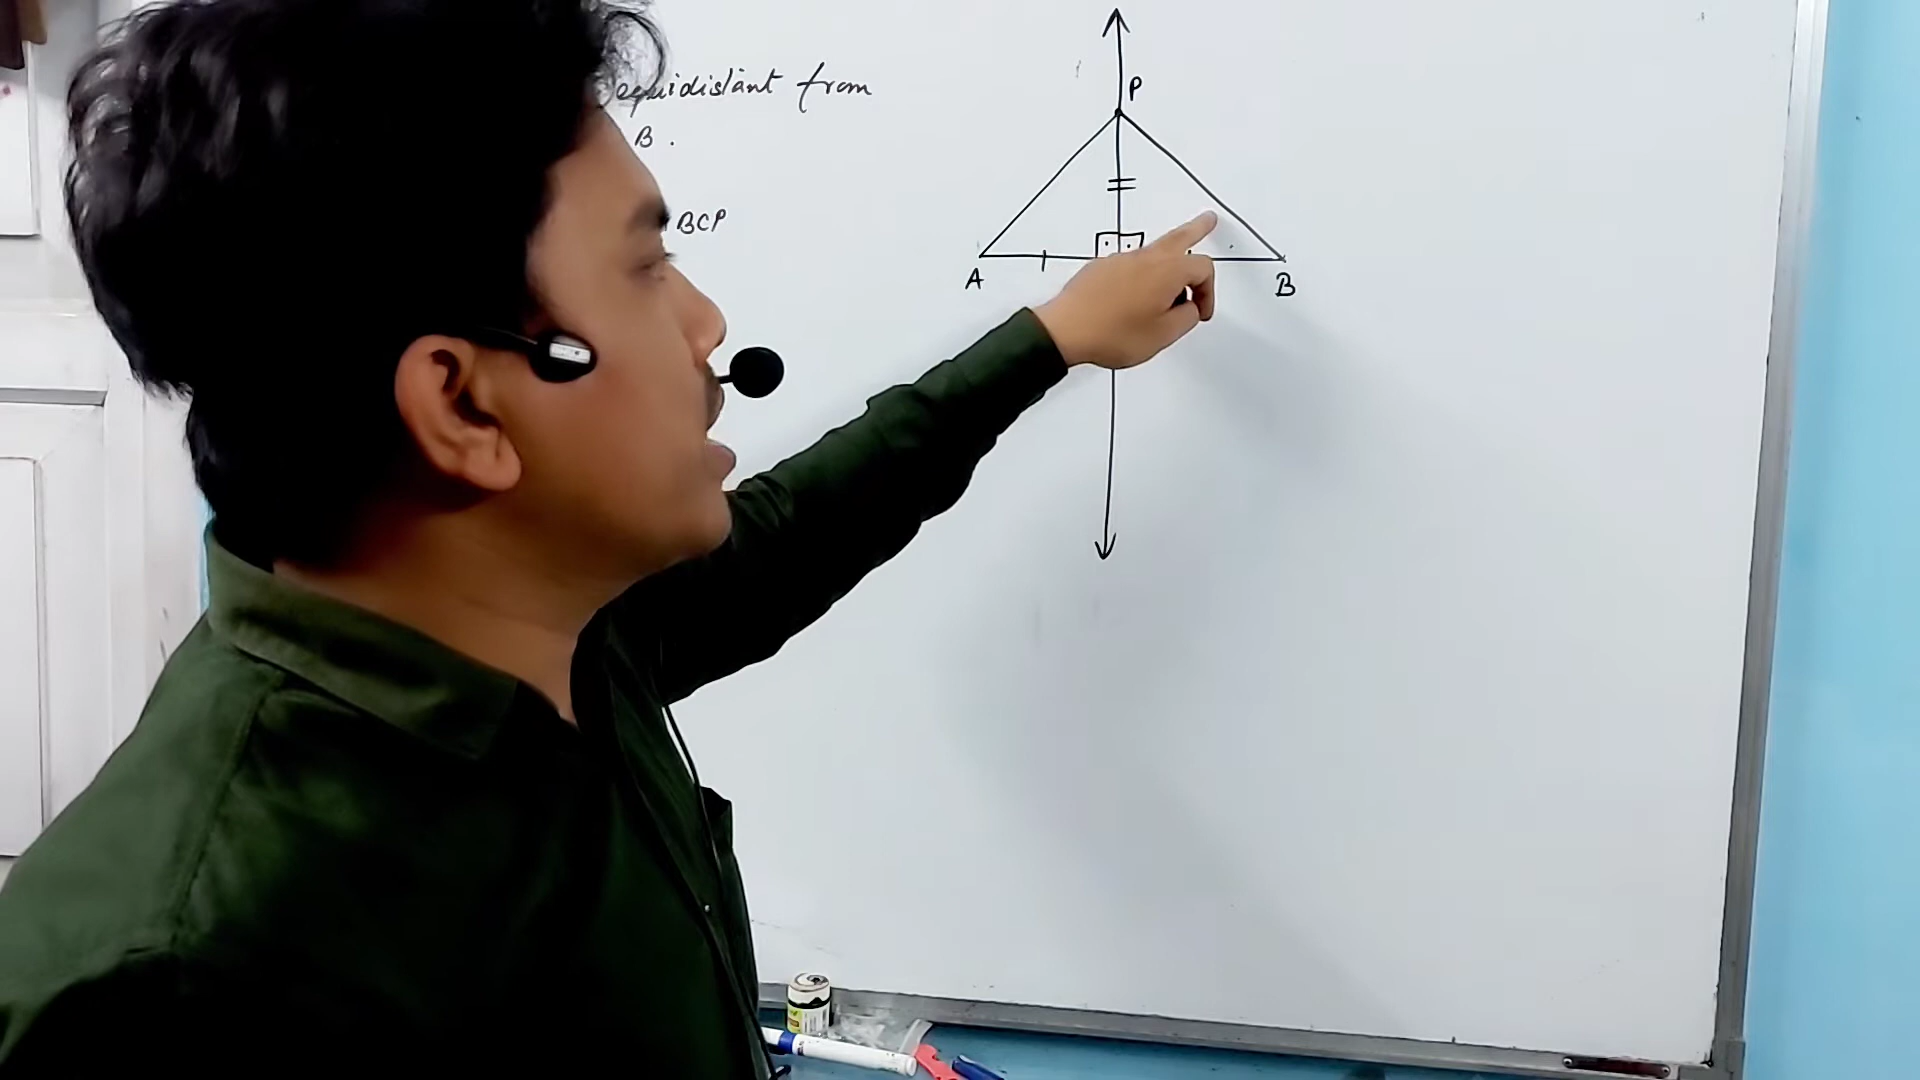 equidistant from
B.
BCP
P
A
B